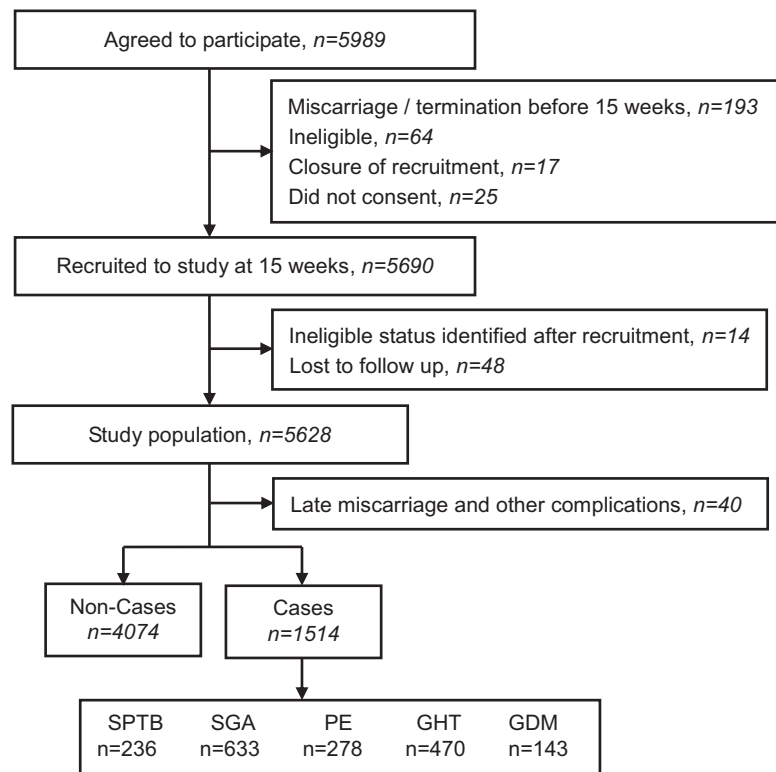 Agreed to participate, n=5989
Miscarriage / termination before 15 weeks, n=193
Ineligible, n=64
Closure of recruitment, n=17
Did not consent, n=25
Recruited to study at 15 weeks, n=5690
Ineligible status identified after recruitment, n=14
Lost to follow up, n=48
Study population, n=5628
Late miscarriage and other complications, n=40
Non-Cases
n=4074
Cases
n=1514
SPTB SGA PE GHT GDM
n=236 n=633 n=278 n=470 n=143